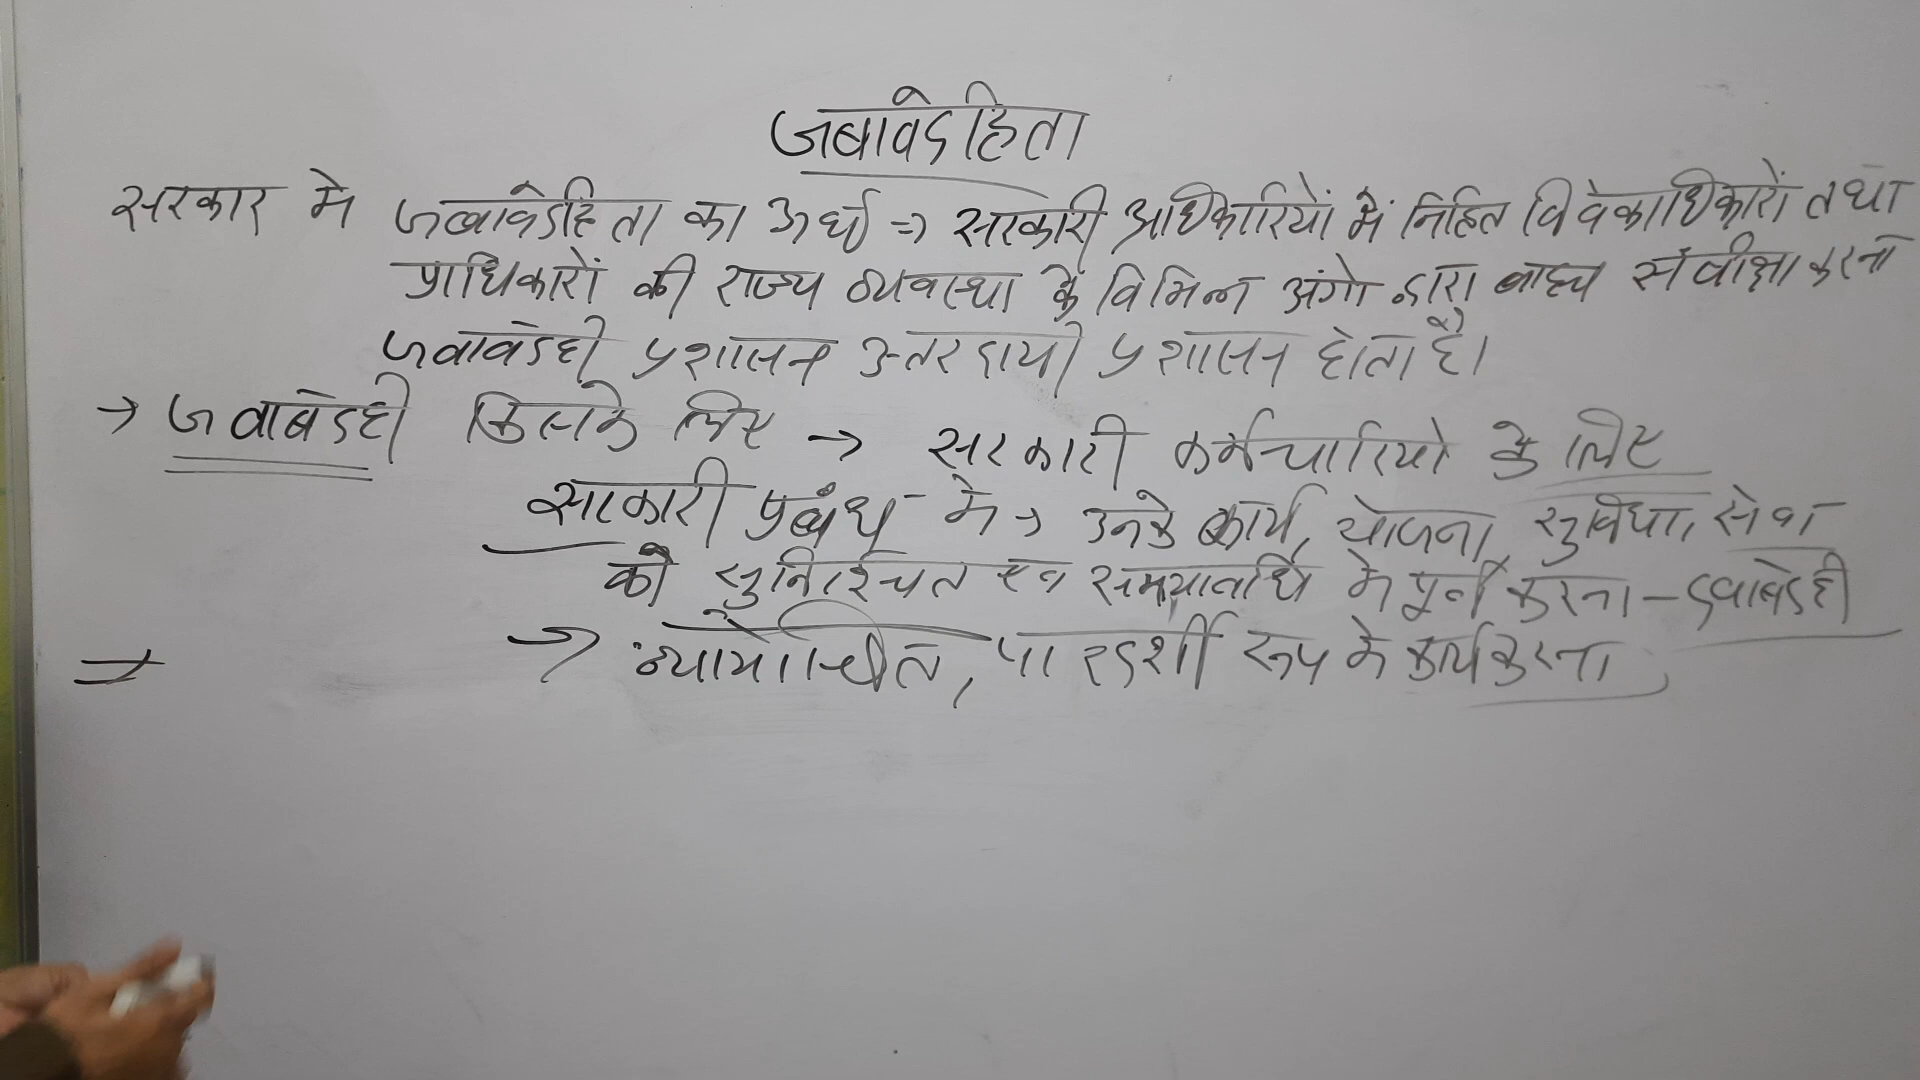 जबावदेहिता
सरकार मे जबावदेहिता का अर्थ => सरकारी अधिकारियों में निहित विवेकाधिकारों तथा
प्राधिकारों की राज्य व्यवस्था के विभिन्न अंगो द्वारा बाह्य संवीक्षा करना
जवावदेही प्रशासन उत्तरदायी प्रशासन होता है।
→ जवाबदेही किसके लिए → सरकारी कर्मचारियो के लिए
सरकारी प्रबंध मे → उनके कार्य, योजना, सुविधा, सेवा
को सुनिश्चित एव समयावधि मे पूर्ण करना – जवाबदेही
→ न्यायोचित, पारदर्शी रूप मे कार्य करना